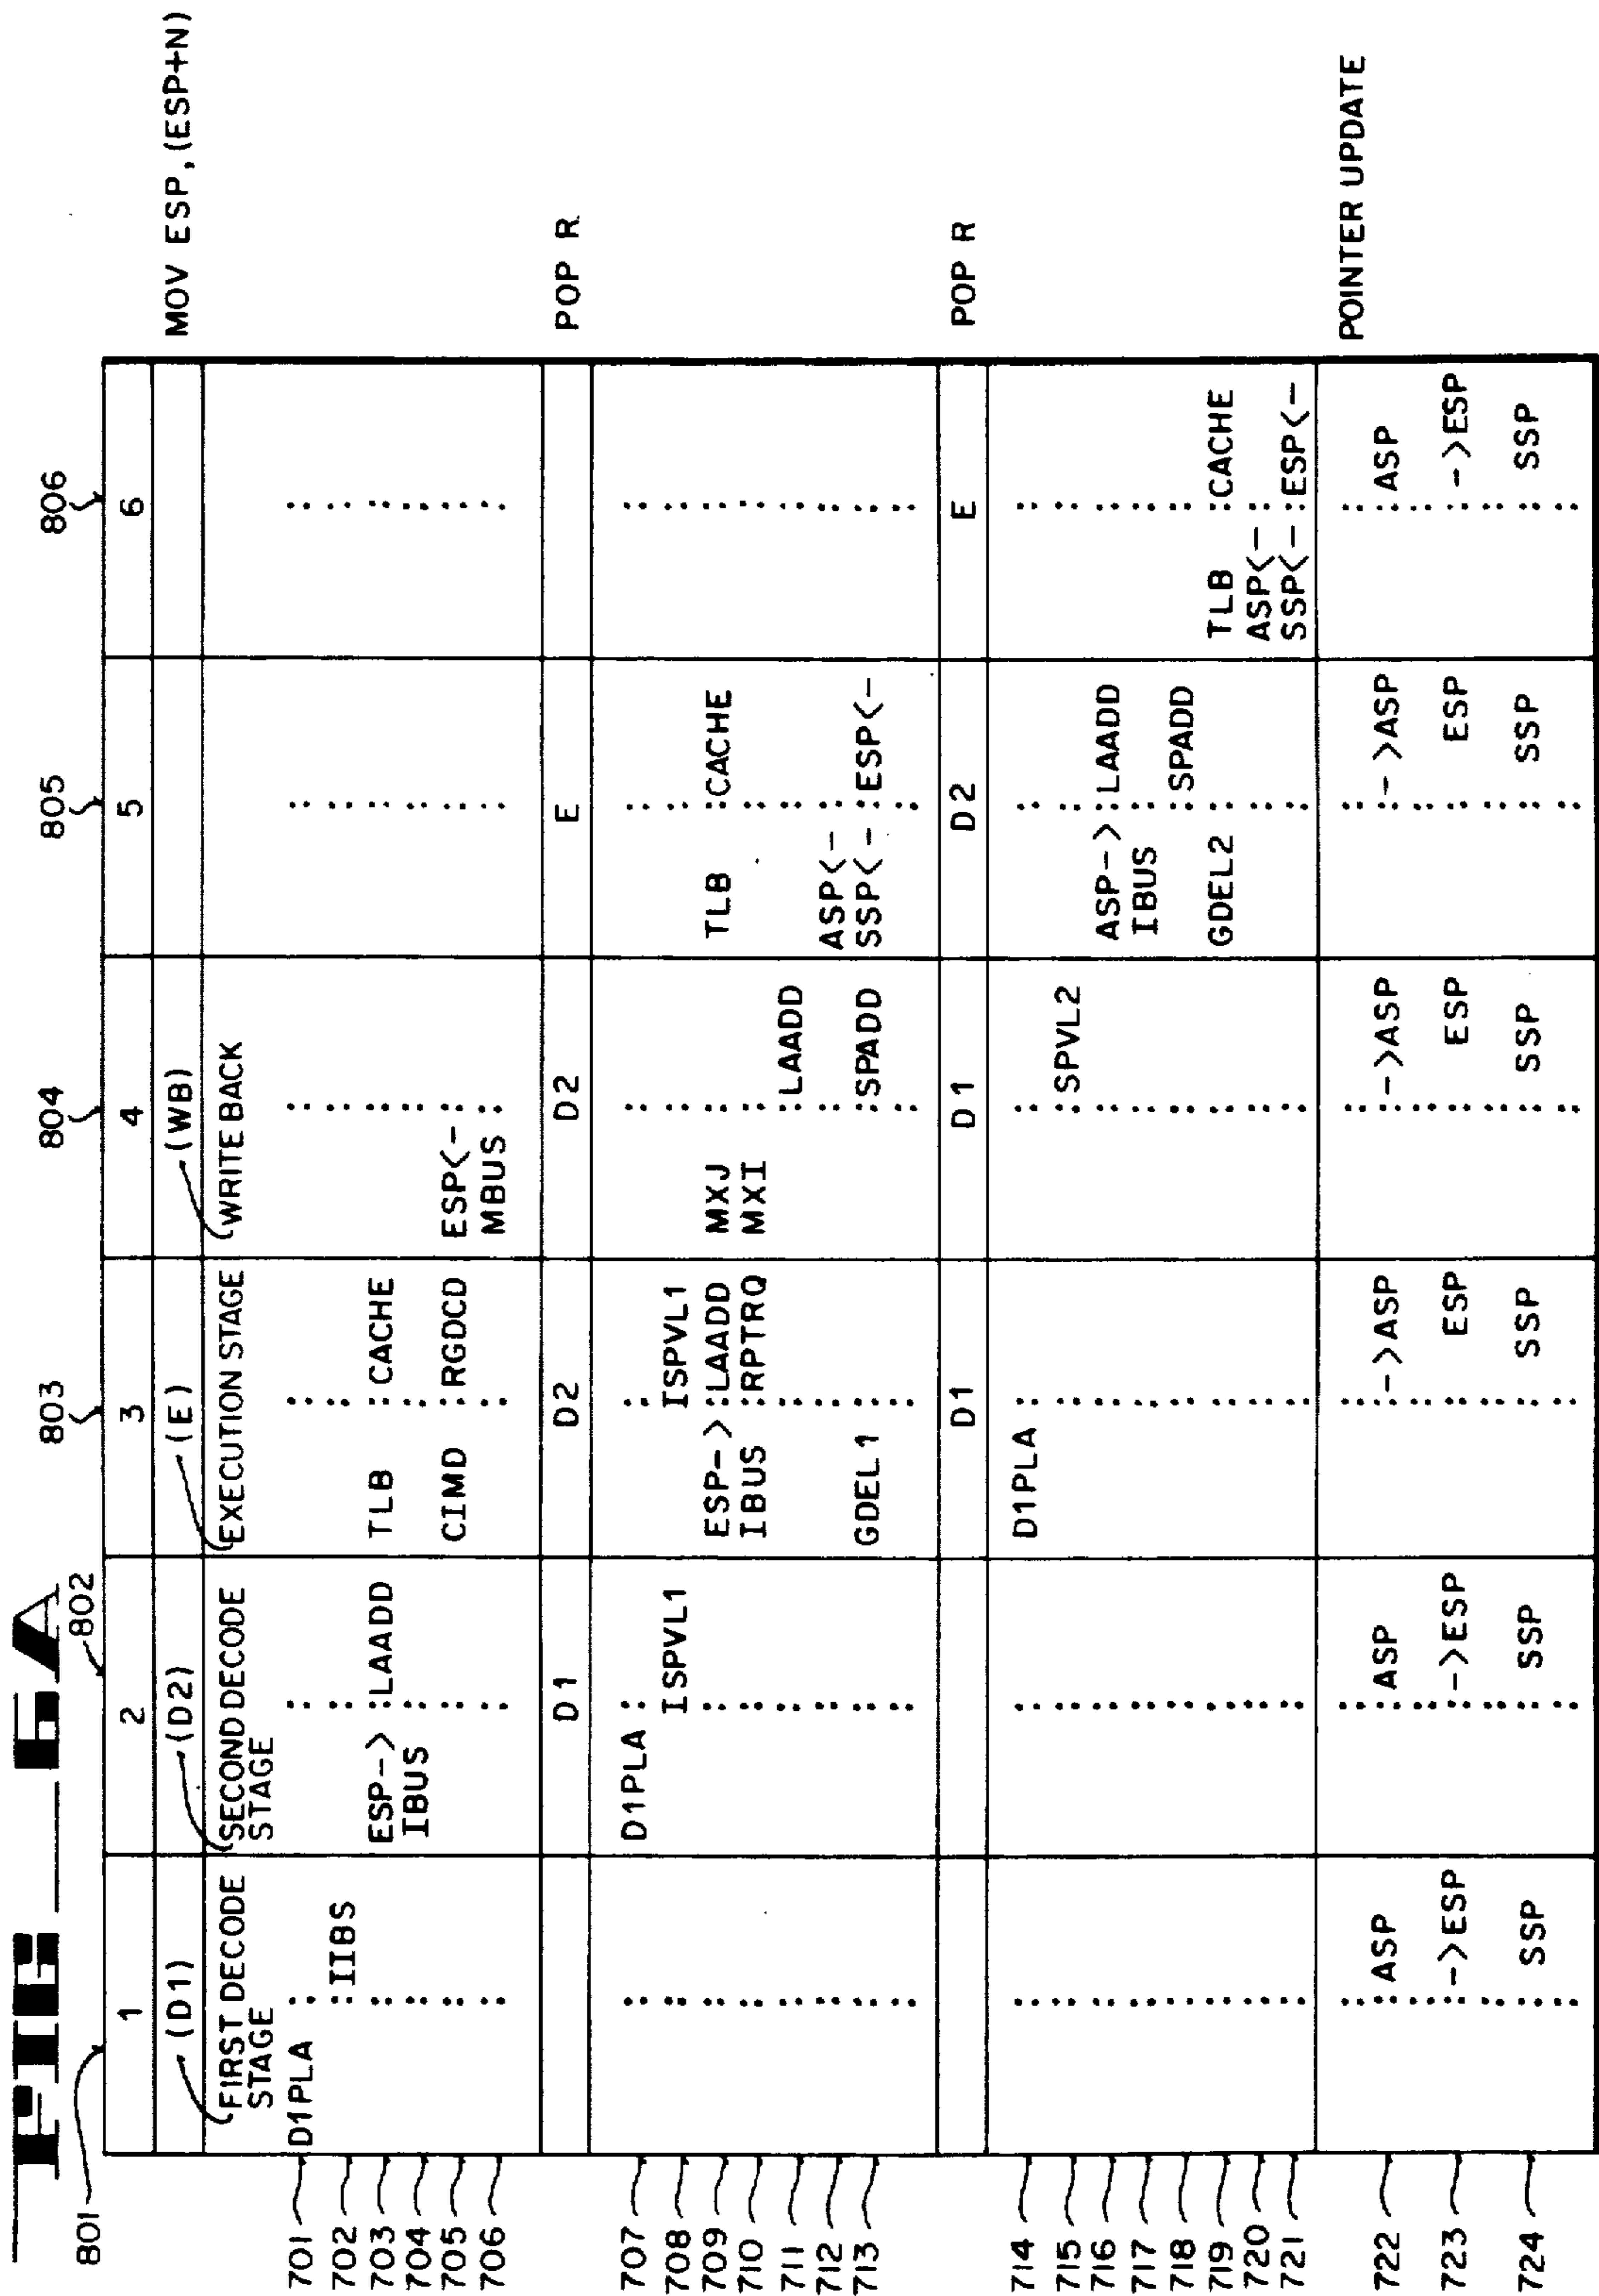 FIG 6A
801 802 803 804 805 806
1 2 3 4 5 6
(D1) (D2) (E) (WB) MOV ESP,(ESP+N)
FIRST DECODE STAGE SECOND DECODE STAGE EXECUTION STAGE WRITE BACK
701 D1PLA
702 :IIBS
703 ESP-> :LAADD TLB :CACHE
704 IBUS
705 CIMD :RGDCD ESP<-
706 MBUS
D1 D2 D2 E POP R
707 D1PLA
708 ISPVL1 ISPVL1
709 ESP-> :LAADD MXJ TLB :CACHE
710 IBUS :RPTRQ MXI
711 :LAADD
712 ASP<-
713 GDEL1 :SPADD SSP<- :ESP<-
D1 D1 D2 E POP R
714 D1PLA
715 :SPVL2
716 ASP-> :LAADD
717 IBUS
718 :SPADD
719 GDEL2 TLB :CACHE
720 ASP<-
721 SSP<- :ESP<-
POINTER UPDATE
722 ASP ASP ->ASP ->ASP ->ASP ASP
723 ->ESP ->ESP ESP ESP ESP ->ESP
724 SSP SSP SSP SSP SSP SSP